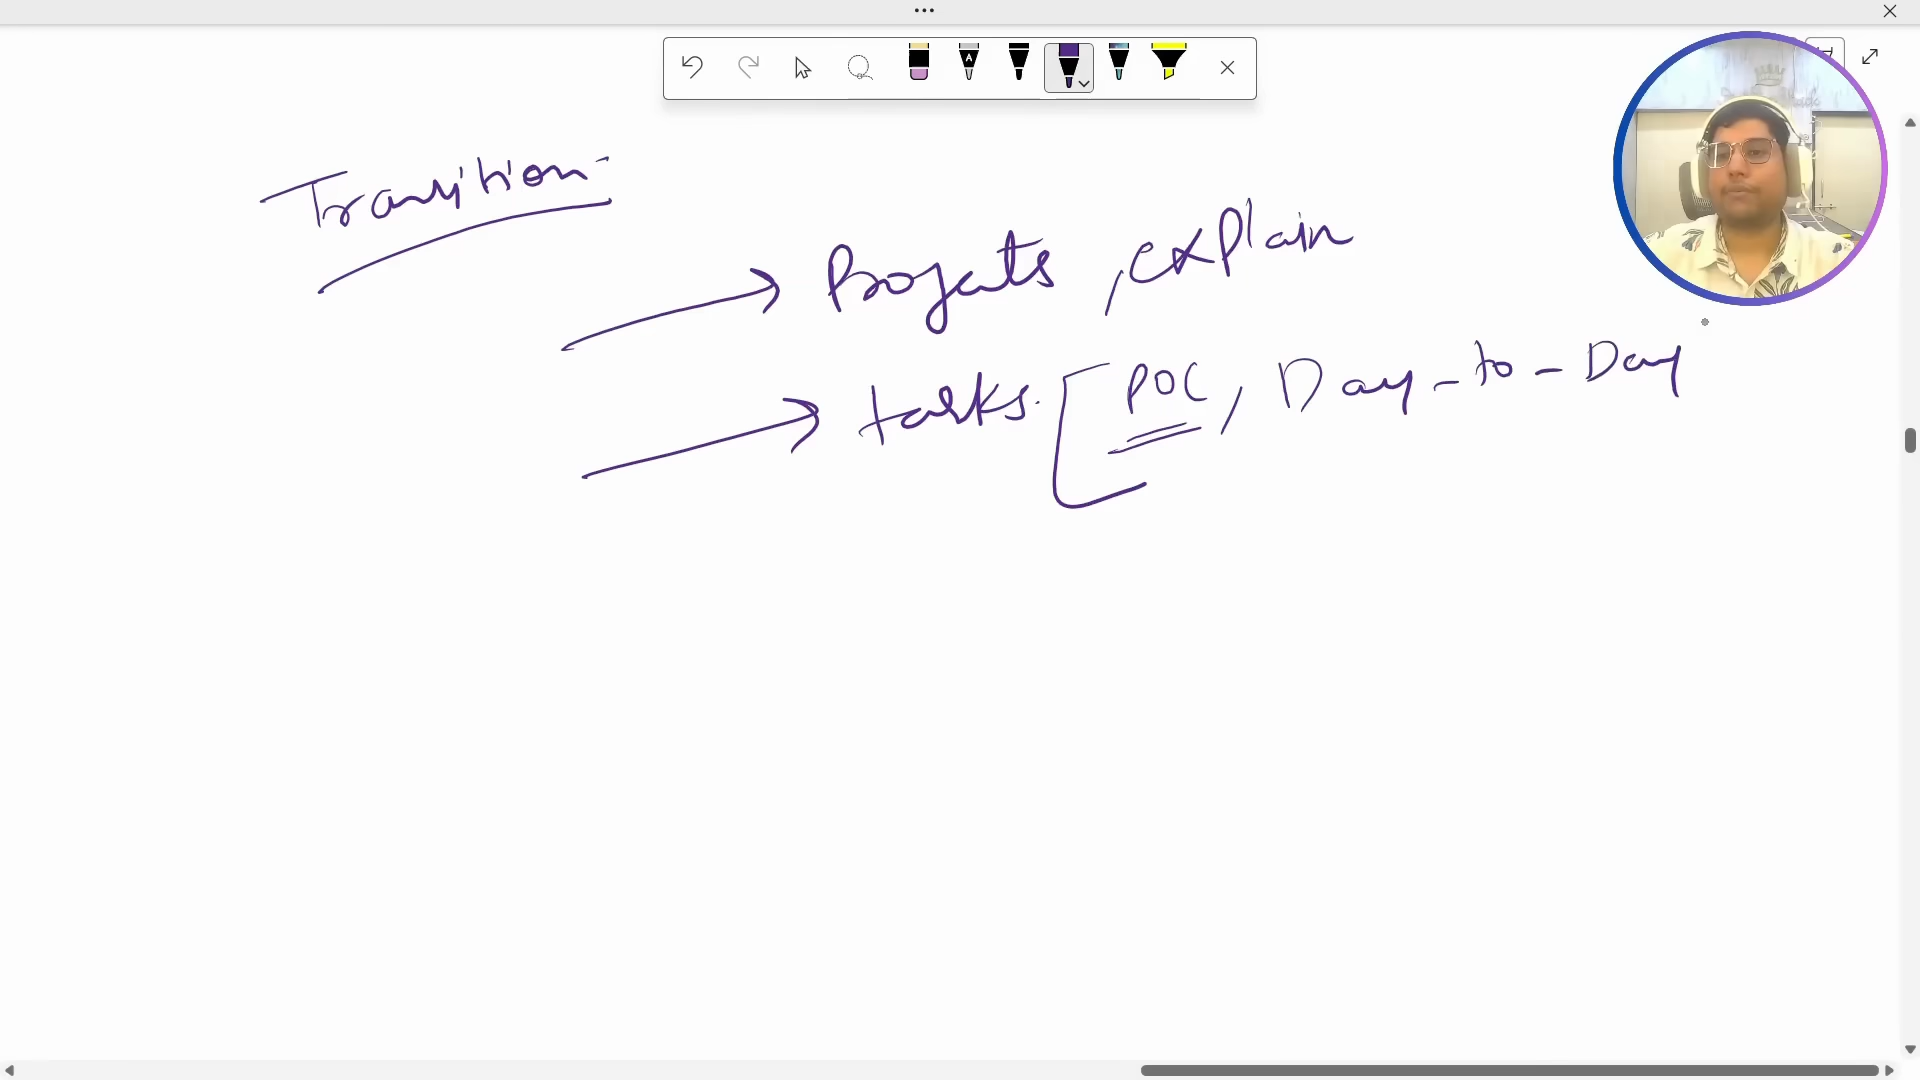 Transition
→ Projects, explain
→ tasks. [POC, Day-to-Day